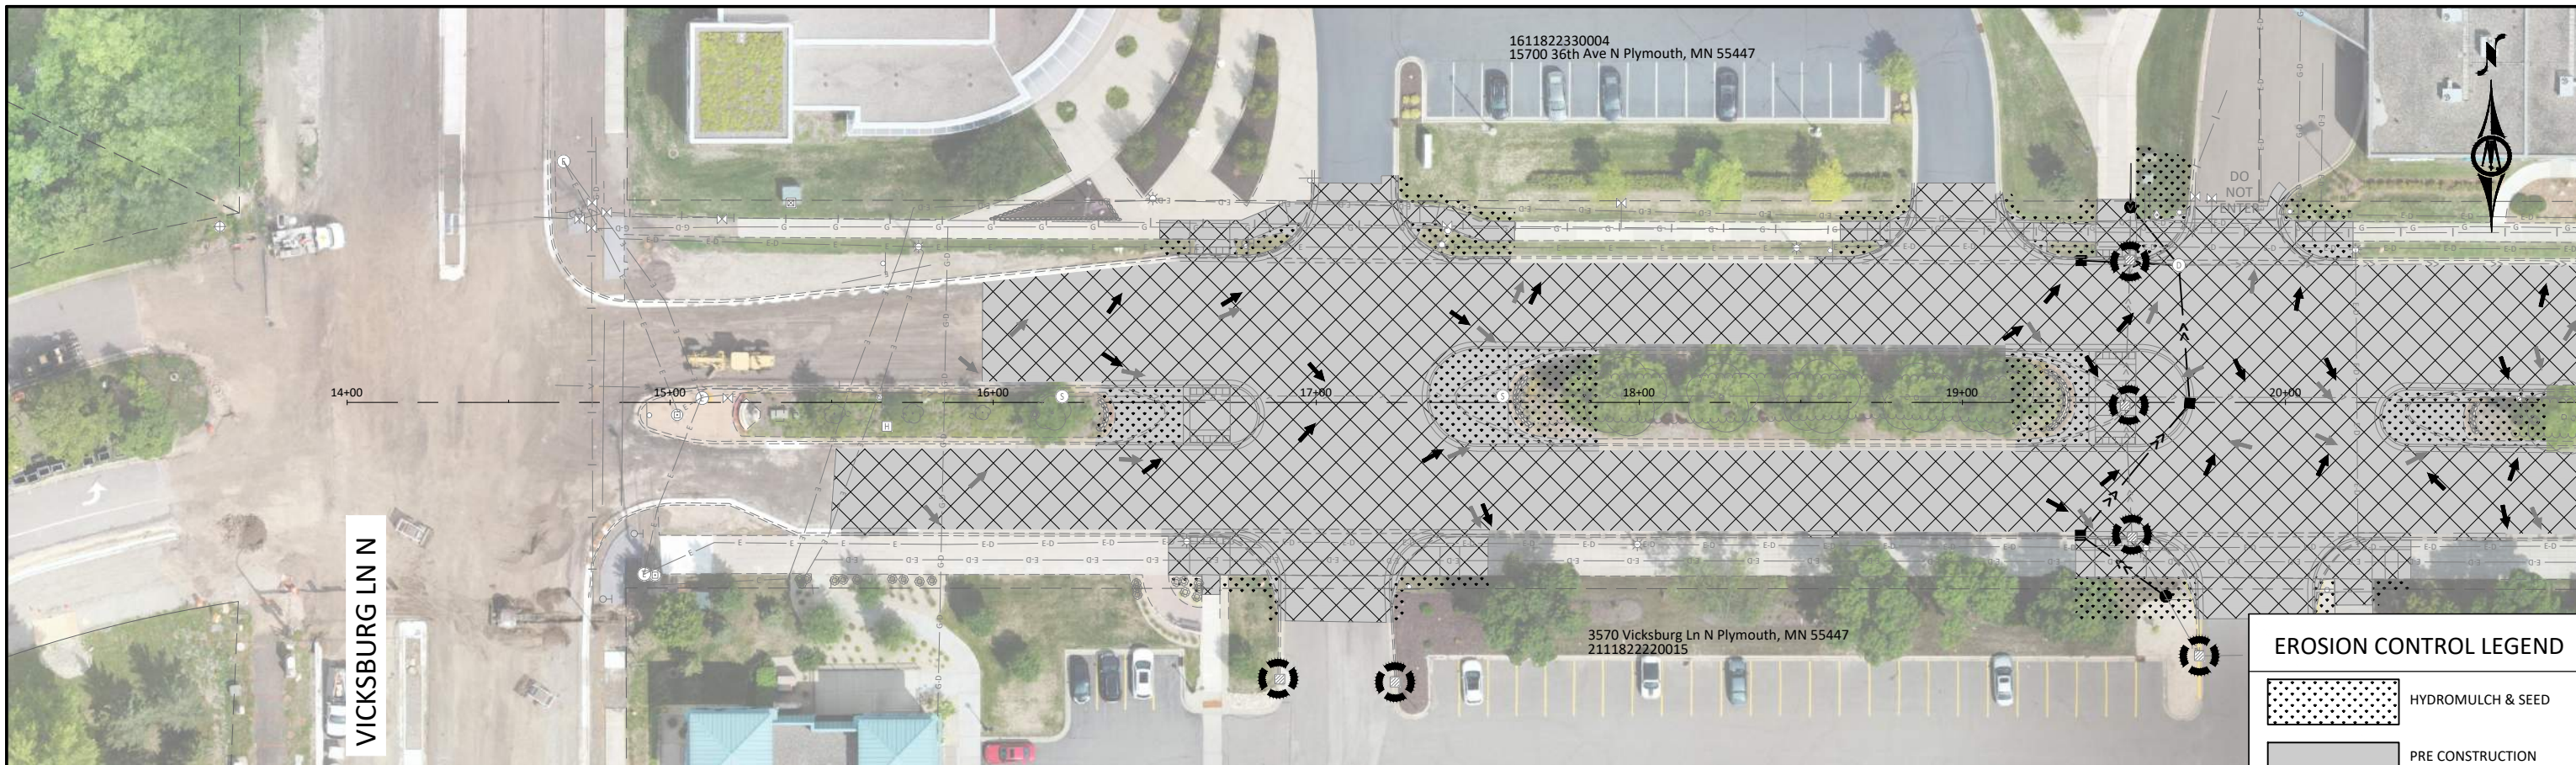 1611822330004
15700 36th Ave N Plymouth, MN 55447
N
M
DO
NOT
ENTER
14+00
15+00
16+00
17+00
18+00
19+00
20+00
VICKSBURG LN N
3570 Vicksburg Ln N Plymouth, MN 55447
2111822220015
EROSION CONTROL LEGEND
HYDROMULCH & SEED
PRE CONSTRUCTION